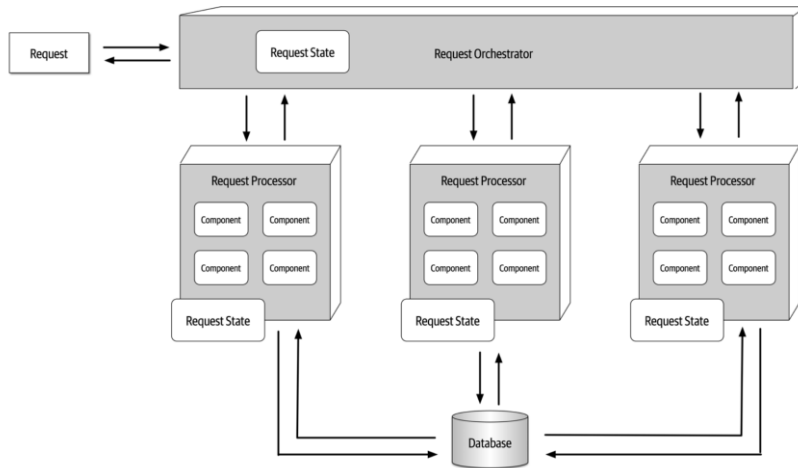 Request
Request State
Request Orchestrator
Request Processor
Component
Component
Component
Component
Request State
Request Processor
Component
Component
Component
Component
Request State
Request Processor
Component
Component
Component
Component
Request State
Database